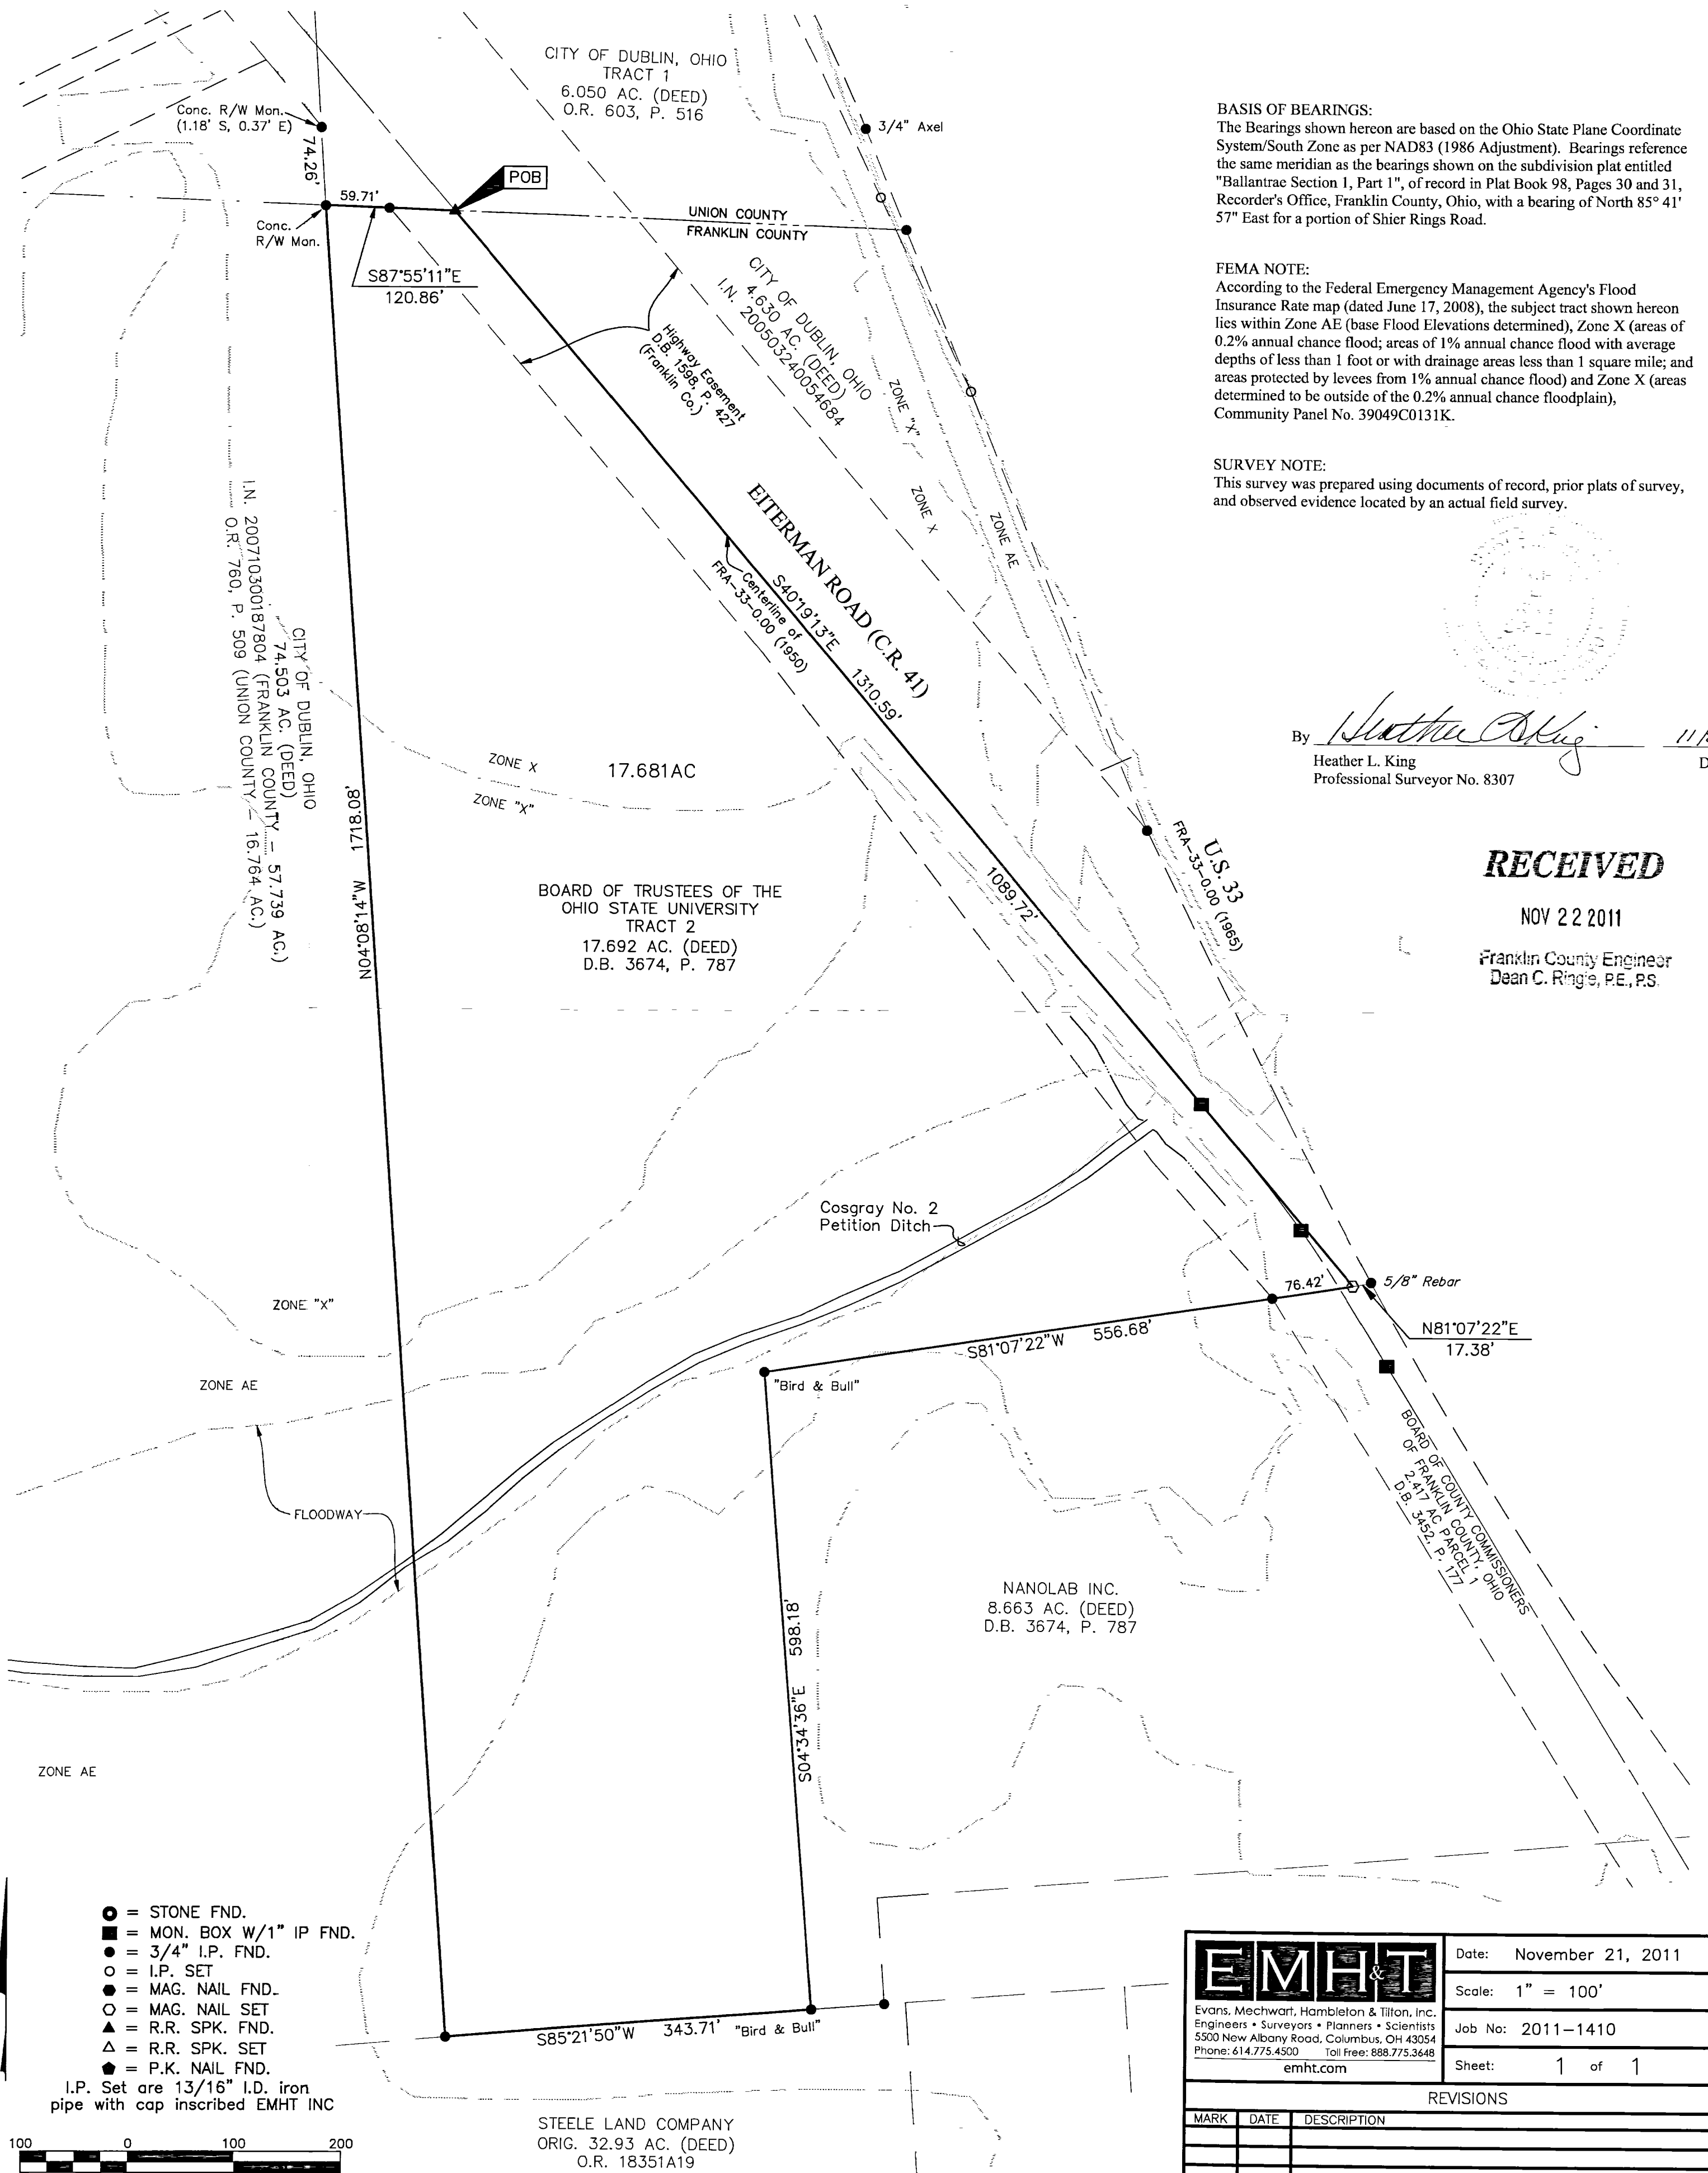 CITY OF DUBLIN, OHIO
TRACT 1
6.050 AC. (DEED)
O.R. 603, P. 516
Conc. R/W Mon.
(1.18' S, 0.37' E)
74.26'
3/4" Axel
POB
59.71'
Conc.
R/W Mon.
UNION COUNTY
FRANKLIN COUNTY
S87°55'11"E
120.86'
CITY OF DUBLIN, OHIO
4.630 AC. (DEED)
I.N. 200503240054684
Highway Easement
D.B. 1598, P. 427
(Franklin Co.)
ZONE "X"
ZONE X
ZONE AE
EITERMAN ROAD (C.R. 41)
Centerline of
FRA-33-0.00 (1950)
S40°19'13"E 1310.59'
CITY OF DUBLIN, OHIO
74.503 AC. (DEED)
I.N. 200710300187804 (FRANKLIN COUNTY - 57.739 AC.)
O.R. 760, P. 509 (UNION COUNTY - 16.764 AC.)
N04°08'14"W 1718.08'
ZONE X
17.681AC
ZONE "X"
BOARD OF TRUSTEES OF THE
OHIO STATE UNIVERSITY
TRACT 2
17.692 AC. (DEED)
D.B. 3674, P. 787
1089.72'
U.S. 33
FRA-33-0.00 (1965)
Cosgray No. 2
Petition Ditch
76.42'
5/8" Rebar
N81°07'22"E
17.38'
S81°07'22"W 556.68'
"Bird & Bull"
ZONE "X"
ZONE AE
FLOODWAY
BOARD OF COUNTY COMMISSIONERS
OF FRANKLIN COUNTY, OHIO
2.417 AC PARCEL 1
D.B. 3452, P. 177
NANOLAB INC.
8.663 AC. (DEED)
D.B. 3674, P. 787
S04°34'36"E 598.18'
ZONE AE
S85°21'50"W 343.71' "Bird & Bull"
STEELE LAND COMPANY
ORIG. 32.93 AC. (DEED)
O.R. 18351A19
= STONE FND.
= MON. BOX W/1" IP FND.
= 3/4" I.P. FND.
= I.P. SET
= MAG. NAIL FND.
= MAG. NAIL SET
= R.R. SPK. FND.
= R.R. SPK. SET
= P.K. NAIL FND.
I.P. Set are 13/16" I.D. iron
pipe with cap inscribed EMHT INC
100 0 100 200
BASIS OF BEARINGS:
The Bearings shown hereon are based on the Ohio State Plane Coordinate
System/South Zone as per NAD83 (1986 Adjustment). Bearings reference
the same meridian as the bearings shown on the subdivision plat entitled
"Ballantrae Section 1, Part 1", of record in Plat Book 98, Pages 30 and 31,
Recorder's Office, Franklin County, Ohio, with a bearing of North 85° 41'
57" East for a portion of Shier Rings Road.
FEMA NOTE:
According to the Federal Emergency Management Agency's Flood
Insurance Rate map (dated June 17, 2008), the subject tract shown hereon
lies within Zone AE (base Flood Elevations determined), Zone X (areas of
0.2% annual chance flood; areas of 1% annual chance flood with average
depths of less than 1 foot or with drainage areas less than 1 square mile; and
areas protected by levees from 1% annual chance flood) and Zone X (areas
determined to be outside of the 0.2% annual chance floodplain),
Community Panel No. 39049C0131K.
SURVEY NOTE:
This survey was prepared using documents of record, prior plats of survey,
and observed evidence located by an actual field survey.
By
Heather L. King
Professional Surveyor No. 8307
RECEIVED
NOV 22 2011
Franklin County Engineer
Dean C. Ringle, P.E., P.S.
EMH&T
Evans, Mechwart, Hambleton & Tilton, Inc.
Engineers • Surveyors • Planners • Scientists
5500 New Albany Road, Columbus, OH 43054
Phone: 614.775.4500 Toll Free: 888.775.3648
emht.com
Date: November 21, 2011
Scale: 1" = 100'
Job No: 2011-1410
Sheet: 1 of 1
REVISIONS
MARK DATE DESCRIPTION